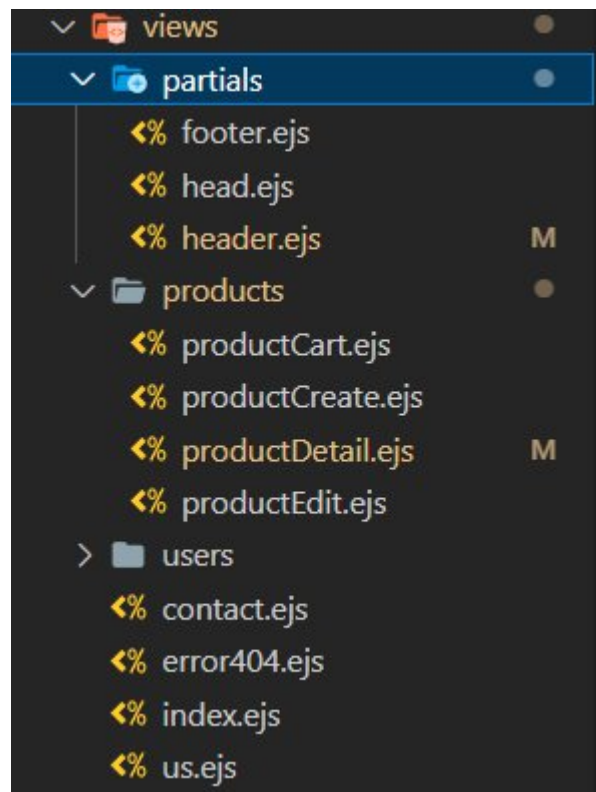 views
partials
<% footer.ejs
<% head.ejs
<% header.ejs M
products
<% productCart.ejs
<% productCreate.ejs
<% productDetail.ejs M
<% productEdit.ejs
users
<% contact.ejs
<% error404.ejs
<% index.ejs
<% us.ejs